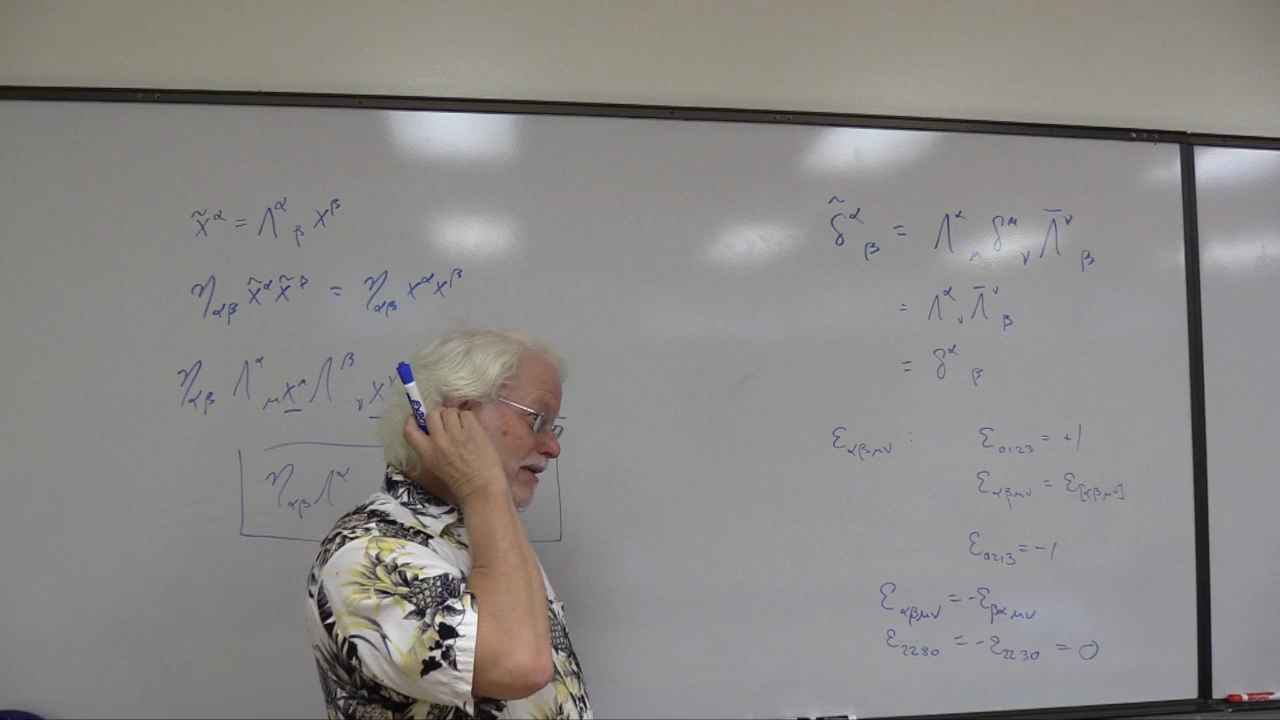 x̃^α = Λ^α_β x^β
η_αβ x̃^α x̃^β = η_αβ x^α x^β
η_αβ Λ^α_μ x^μ Λ^β_ν x^ν
η_αβ Λ^α
δ̃^α_β = Λ^α_μ δ^μ_ν Λ̄^ν_β
= Λ^α_ν Λ̄^ν_β
= δ^α_β
ε_αβμν : ε_0123 = +1
ε_αβμν = ε_[αβμν]
ε_0213 = -1
ε_αβμν = -ε_βαμν
ε_2230 = -ε_2230 = 0
EXPO